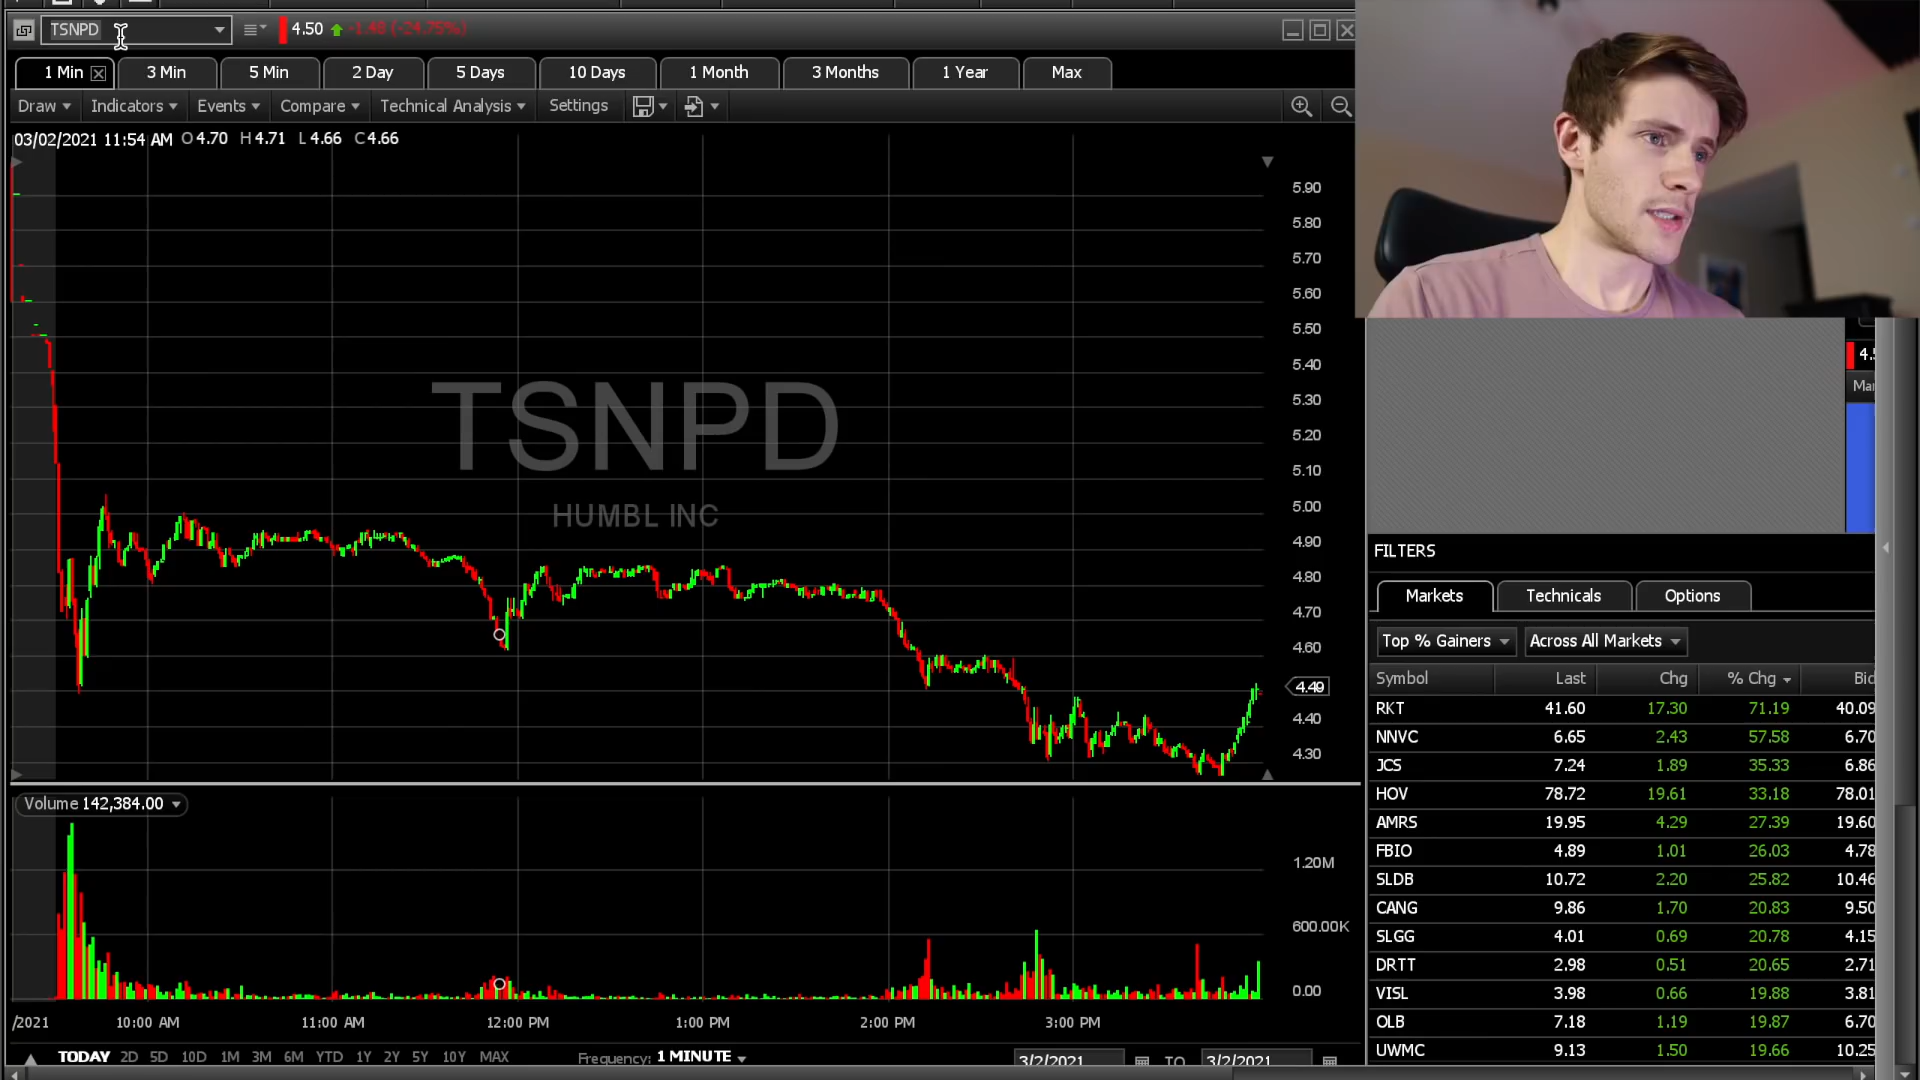 TSNPD 4.50 -1.48 (-24.75%)
1 Min 3 Min 5 Min 2 Day 5 Days 10 Days 1 Month 3 Months 1 Year Max
Draw Indicators Events Compare Technical Analysis Settings
03/02/2021 11:54 AM O 4.70 H 4.71 L 4.66 C 4.66
5.90
5.80
5.70
5.60
5.50
5.40
5.30
5.20
5.10
5.00
4.90
4.80
4.70
4.60
4.49
4.40
4.30
TSNPD
HUMBL INC
Volume 142,384.00
1.20M
600.00K
0.00
/2021 10:00 AM 11:00 AM 12:00 PM 1:00 PM 2:00 PM 3:00 PM
TODAY 2D 5D 10D 1M 3M 6M YTD 1Y 2Y 5Y 10Y MAX Frequency: 1 MINUTE 3/2/2021 TO 3/2/2021
FILTERS
Markets Technicals Options
Top % Gainers Across All Markets
Symbol Last Chg % Chg Bid
RKT 41.60 17.30 71.19 40.09
NNVC 6.65 2.43 57.58 6.70
JCS 7.24 1.89 35.33 6.86
HOV 78.72 19.61 33.18 78.01
AMRS 19.95 4.29 27.39 19.60
FBIO 4.89 1.01 26.03 4.78
SLDB 10.72 2.20 25.82 10.46
CANG 9.86 1.70 20.83 9.50
SLGG 4.01 0.69 20.78 4.15
DRTT 2.98 0.51 20.65 2.71
VISL 3.98 0.66 19.88 3.81
OLB 7.18 1.19 19.87 6.70
UWMC 9.13 1.50 19.66 10.25